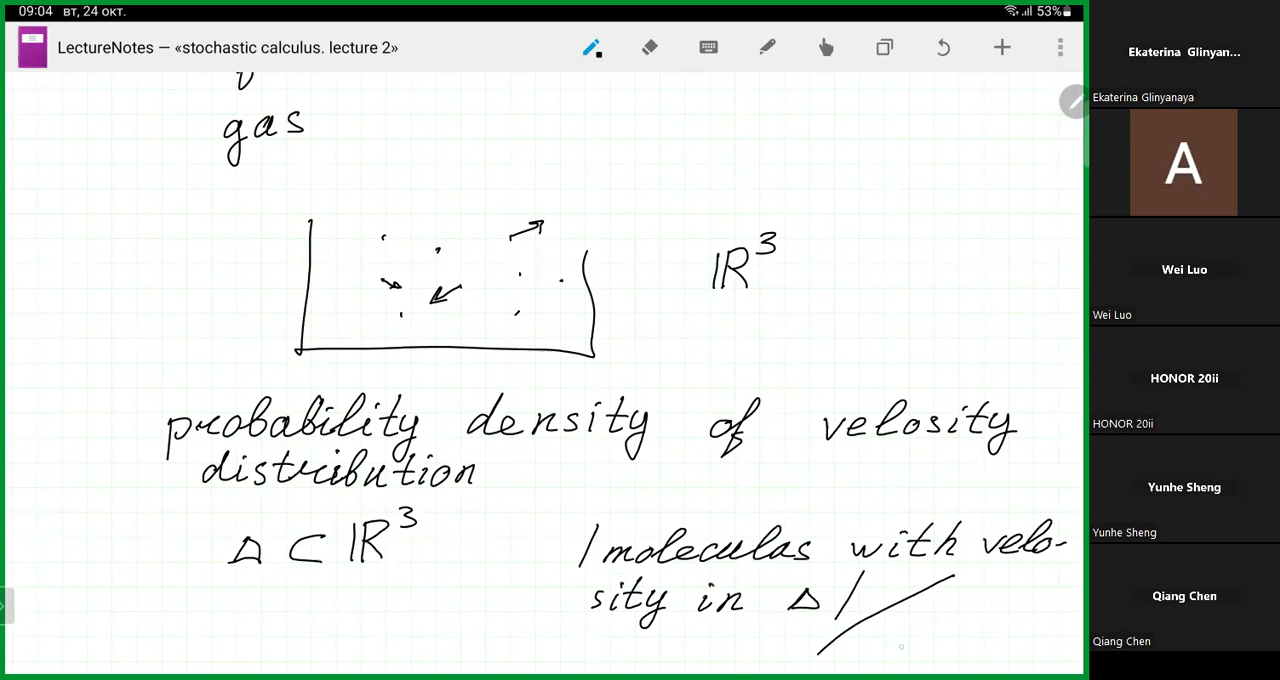 09:04 вт, 24 окт.
53%
LectureNotes — «stochastic calculus. lecture 2»
gas
ℝ³
probability density of velosity
distribution
Δ ⊂ ℝ³
|moleculas with velo-
sity in Δ| /
Ekaterina Glinyan...
Ekaterina Glinyanaya
A
Wei Luo
Wei Luo
HONOR 20ii
HONOR 20ii
Yunhe Sheng
Yunhe Sheng
Qiang Chen
Qiang Chen